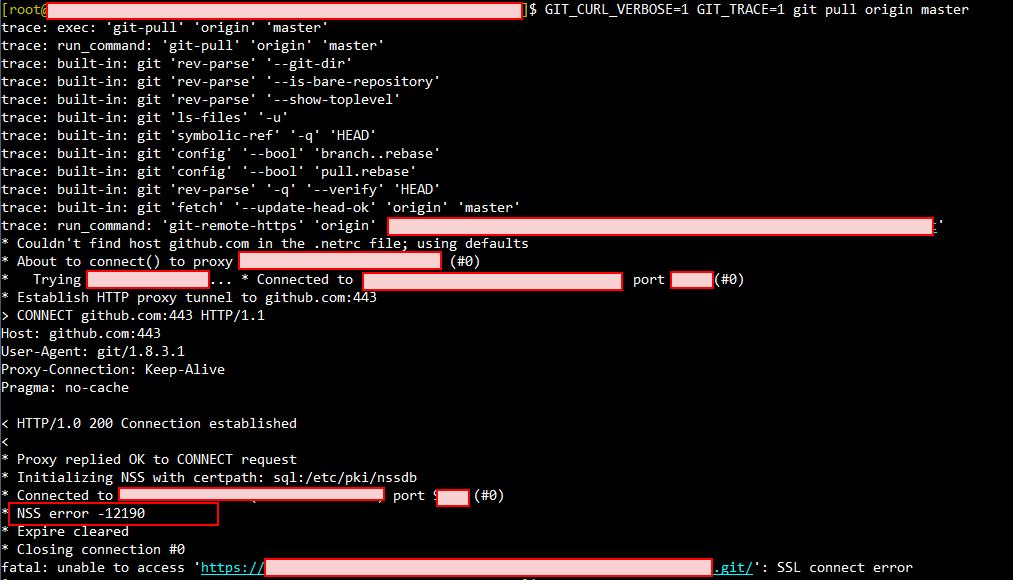 [root@ ]$ GIT_CURL_VERBOSE=1 GIT_TRACE=1 git pull origin master
trace: exec: 'git-pull' 'origin' 'master'
trace: run_command: 'git-pull' 'origin' 'master'
trace: built-in: git 'rev-parse' '--git-dir'
trace: built-in: git 'rev-parse' '--is-bare-repository'
trace: built-in: git 'rev-parse' '--show-toplevel'
trace: built-in: git 'ls-files' '-u'
trace: built-in: git 'symbolic-ref' '-q' 'HEAD'
trace: built-in: git 'config' '--bool' 'branch..rebase'
trace: built-in: git 'config' '--bool' 'pull.rebase'
trace: built-in: git 'rev-parse' '-q' '--verify' 'HEAD'
trace: built-in: git 'fetch' '--update-head-ok' 'origin' 'master'
trace: run_command: 'git-remote-https' 'origin' '
* Couldn't find host github.com in the .netrc file; using defaults
* About to connect() to proxy (#0)
*   Trying ... * Connected to port (#0)
* Establish HTTP proxy tunnel to github.com:443
> CONNECT github.com:443 HTTP/1.1
Host: github.com:443
User-Agent: git/1.8.3.1
Proxy-Connection: Keep-Alive
Pragma: no-cache
< HTTP/1.0 200 Connection established
<
* Proxy replied OK to CONNECT request
* Initializing NSS with certpath: sql:/etc/pki/nssdb
* Connected to port (#0)
* NSS error -12190
* Expire cleared
* Closing connection #0
fatal: unable to access 'https:// .git/': SSL connect error